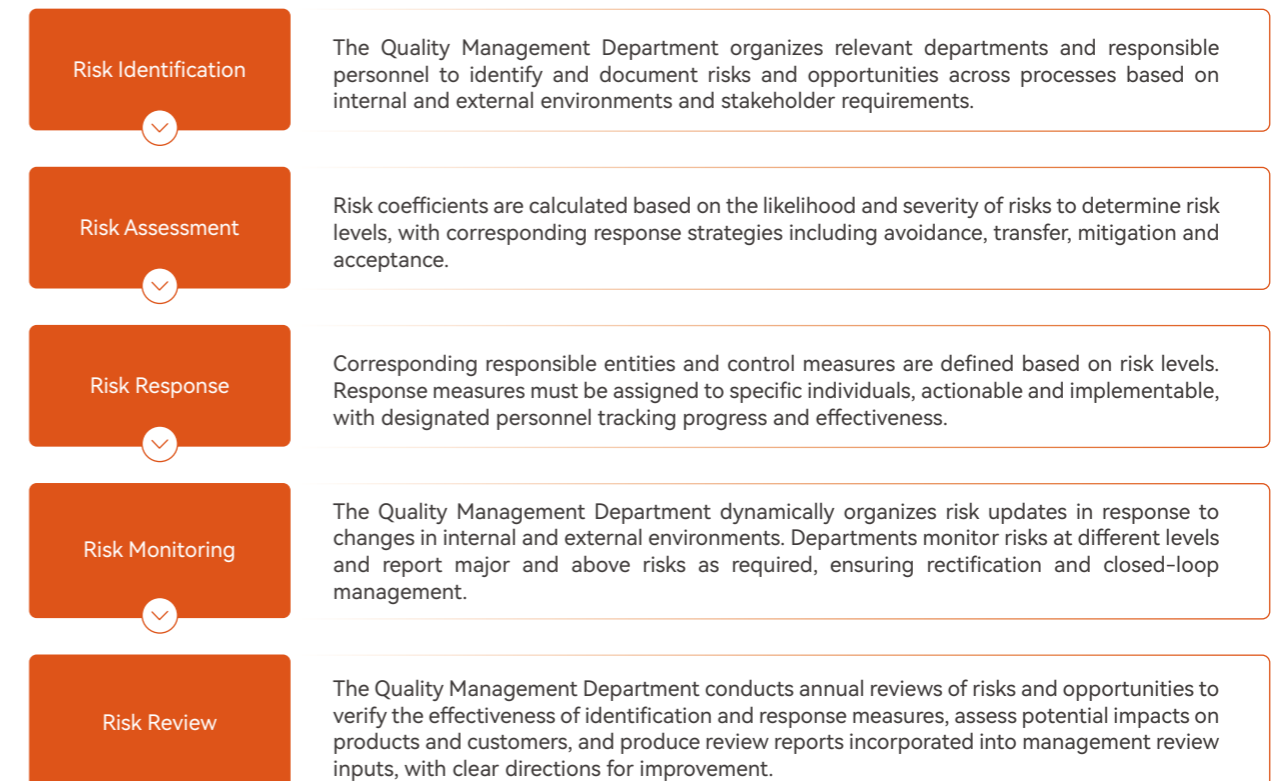 Risk Identification
The Quality Management Department organizes relevant departments and responsible
personnel to identify and document risks and opportunities across processes based on
internal and external environments and stakeholder requirements.
Risk Assessment
Risk coefficients are calculated based on the likelihood and severity of risks to determine risk
levels, with corresponding response strategies including avoidance, transfer, mitigation and
acceptance.
Risk Response
Corresponding responsible entities and control measures are defined based on risk levels.
Response measures must be assigned to specific individuals, actionable and implementable,
with designated personnel tracking progress and effectiveness.
Risk Monitoring
The Quality Management Department dynamically organizes risk updates in response to
changes in internal and external environments. Departments monitor risks at different levels
and report major and above risks as required, ensuring rectification and closed-loop
management.
Risk Review
The Quality Management Department conducts annual reviews of risks and opportunities to
verify the effectiveness of identification and response measures, assess potential impacts on
products and customers, and produce review reports incorporated into management review
inputs, with clear directions for improvement.